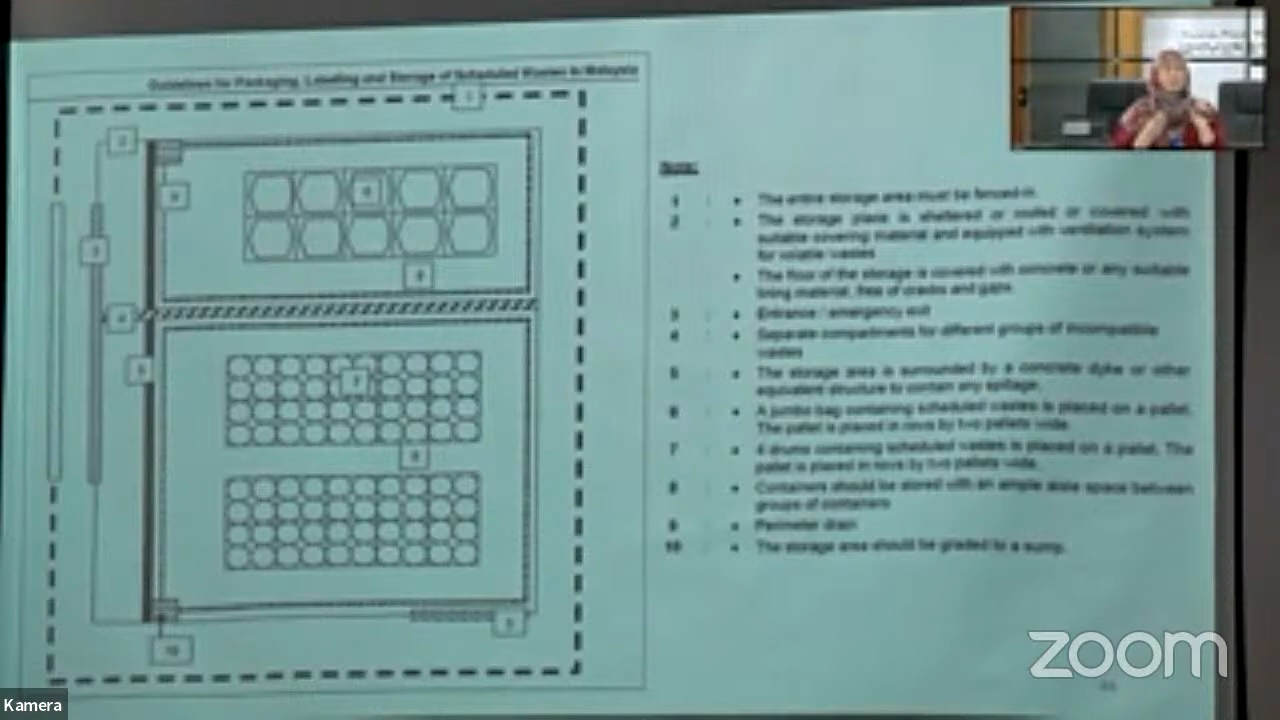 Guidelines for Packaging, Labelling and Storage of Scheduled Wastes in Malaysia
Note:
1 : • The entire storage area must be fenced-in.
2 : • The storage place is sheltered or roofed or covered with
suitable covering material and equipped with ventilation system
for volatile wastes
• The floor of the storage is covered with concrete or any suitable
lining material, free of cracks and gaps.
3 : • Entrance / emergency exit
4 : • Separate compartments for different groups of incompatible
wastes
5 : • The storage area is surrounded by a concrete dyke or other
equivalent structure to contain any spillage.
6 : • A jumbo bag containing scheduled wastes is placed on a pallet.
The pallet is placed in rows by two pallets wide.
7 : • 4 drums containing scheduled wastes is placed on a pallet. The
pallet is placed in rows by two pallets wide.
8 : • Containers should be stored with an ample aisle space between
groups of containers
9 : • Perimeter drain
10 : • The storage area should be graded to a sump.
zoom
Kamera